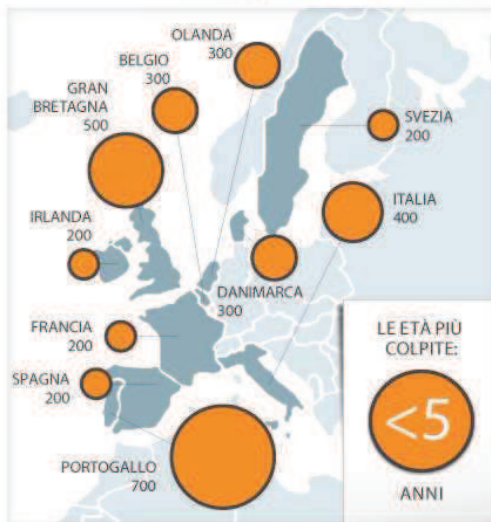 OLANDA
300
BELGIO
300
GRAN
BRETAGNA
500
SVEZIA
200
ITALIA
400
IRLANDA
200
DANIMARCA
300
FRANCIA
200
SPAGNA
200
PORTOGALLO
700
LE ETÀ PIÙ
COLPITE:
<5
ANNI